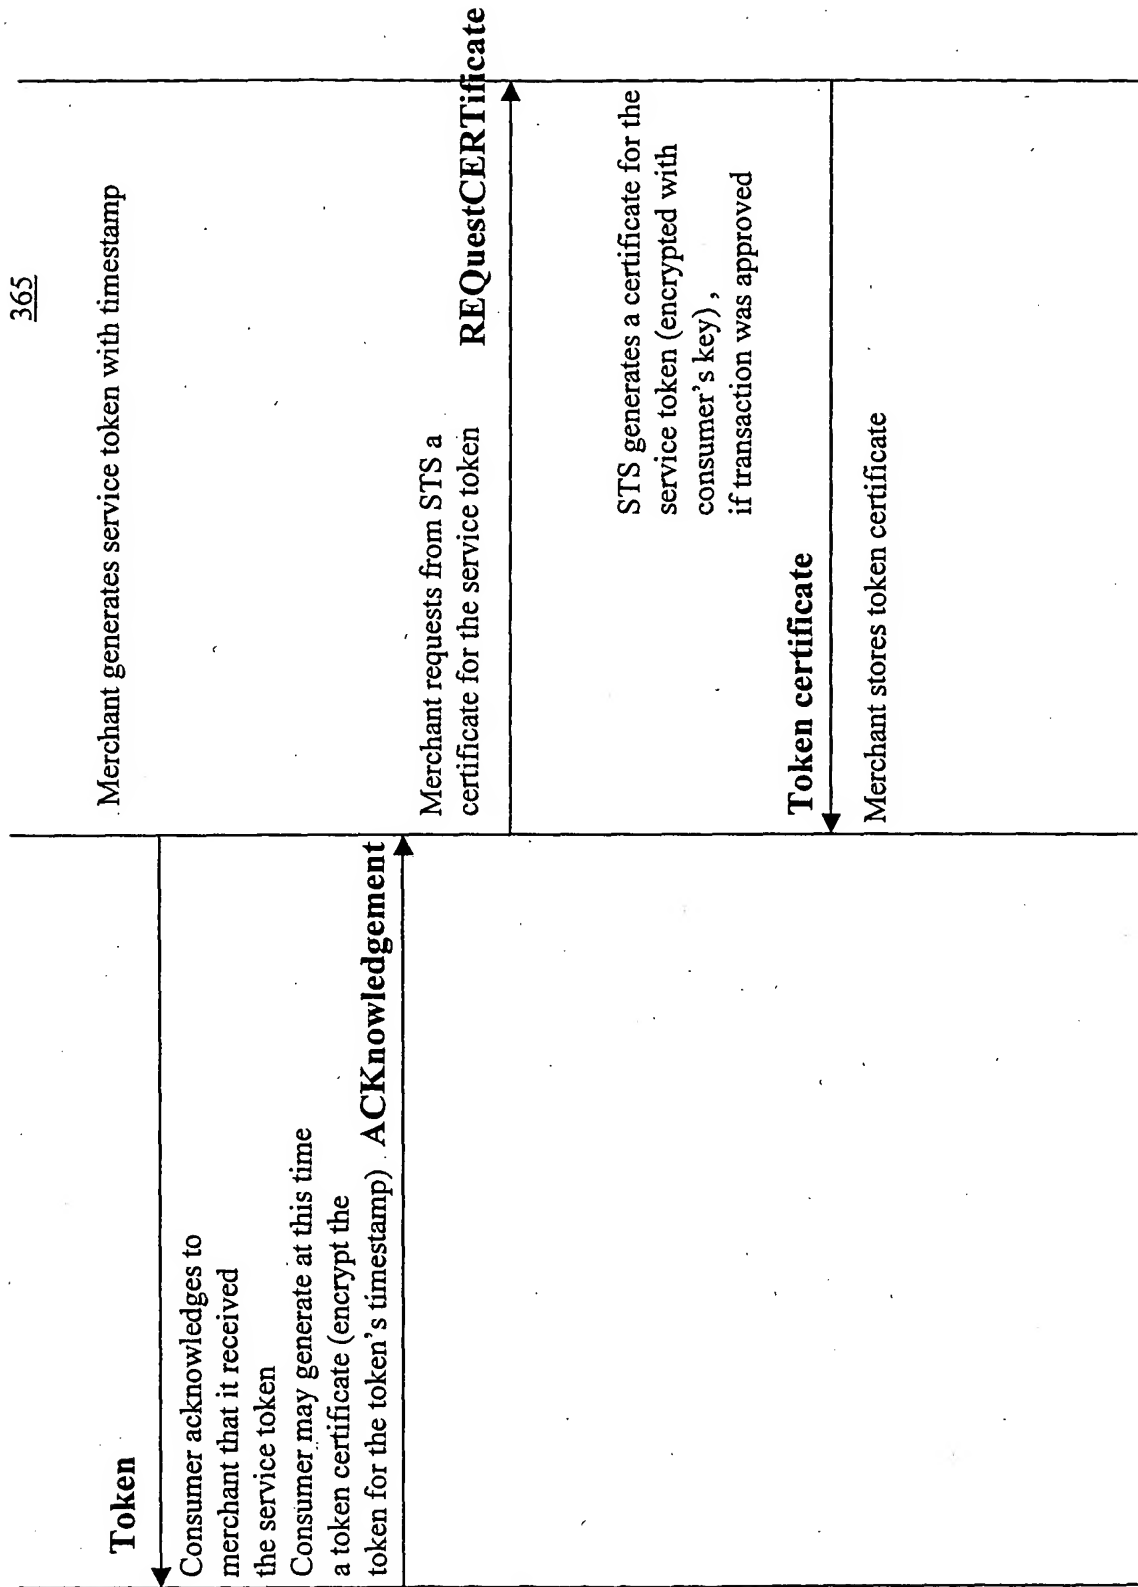 365
Merchant generates service token with timestamp
Token
Consumer acknowledges to
merchant that it received
the service token
Consumer may generate at this time
a token certificate (encrypt the
token for the token's timestamp)
ACKnowledgement
Merchant requests from STS a
certificate for the service token
REQuestCERTificate
STS generates a certificate for the
service token (encrypted with
consumer's key),
if transaction was approved
Token certificate
Merchant stores token certificate